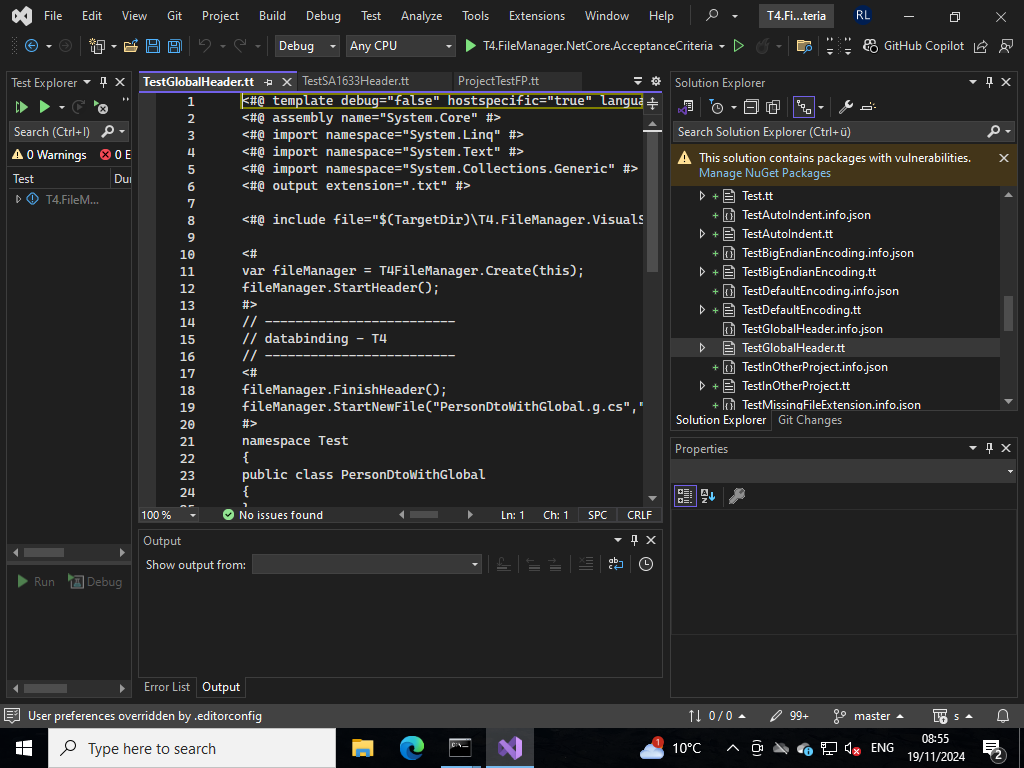 File Edit View Git Project Build Debug Test Analyze Tools Extensions Window Help T4.Fi...teria RL
Debug Any CPU T4.FileManager.NetCore.AcceptanceCriteria GitHub Copilot
Test Explorer
Search (Ctrl+I)
0 Warnings 0 E
Test Du
T4.FileM...
Run Debug
TestGlobalHeader.tt TestSA1633Header.tt ProjectTestFP.tt
1 <#@ template debug="false" hostspecific="true" langua
2 <#@ assembly name="System.Core" #>
3 <#@ import namespace="System.Linq" #>
4 <#@ import namespace="System.Text" #>
5 <#@ import namespace="System.Collections.Generic" #>
6 <#@ output extension=".txt" #>
7
8 <#@ include file="$(TargetDir)\T4.FileManager.VisualS
9
10 <#
11 var fileManager = T4FileManager.Create(this);
12 fileManager.StartHeader();
13 #>
14 // -------------------------
15 // databinding - T4
16 // -------------------------
17 <#
18 fileManager.FinishHeader();
19 fileManager.StartNewFile("PersonDtoWithGlobal.g.cs","
20 #>
21 namespace Test
22 {
23 public class PersonDtoWithGlobal
24 {
100 % No issues found Ln: 1 Ch: 1 SPC CRLF
Output
Show output from:
Error List Output
Solution Explorer
Search Solution Explorer (Ctrl+ü)
This solution contains packages with vulnerabilities.
Manage NuGet Packages
Test.tt
TestAutoIndent.info.json
TestAutoIndent.tt
TestBigEndianEncoding.info.json
TestBigEndianEncoding.tt
TestDefaultEncoding.info.json
TestDefaultEncoding.tt
TestGlobalHeader.info.json
TestGlobalHeader.tt
TestInOtherProject.info.json
TestInOtherProject.tt
TestMissingFileExtension.info.json
Solution Explorer Git Changes
Properties
User preferences overridden by .editorconfig 0 / 0 99+ master s
Type here to search 1 10°C ENG 08:55
19/11/2024 2